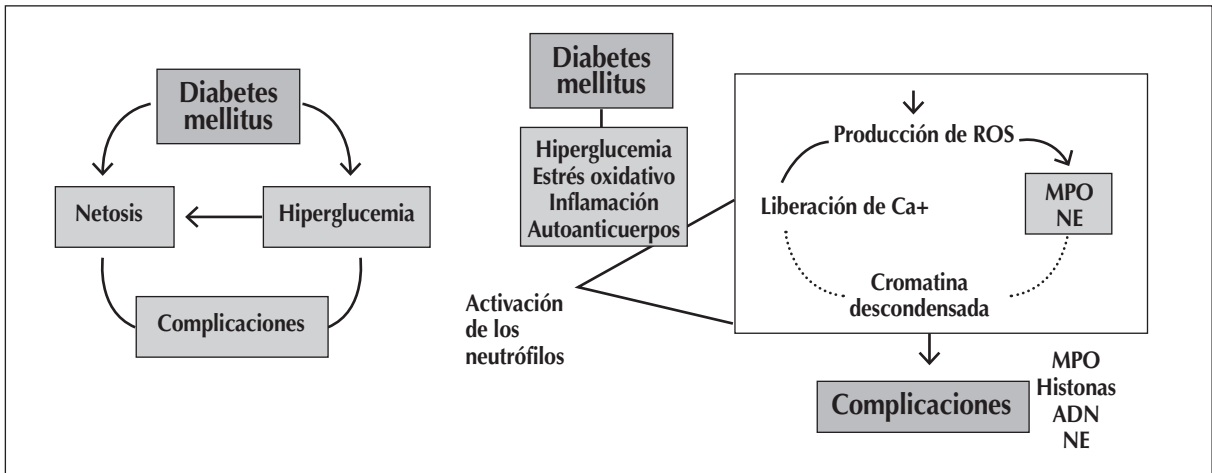 Diabetes
mellitus
Netosis
Hiperglucemia
Complicaciones
Diabetes
mellitus
Hiperglucemia
Estrés oxidativo
Inflamación
Autoanticuerpos
Activación
de los
neutrófilos
Producción de ROS
Liberación de Ca+
MPO
NE
Cromatina
descondensada
Complicaciones
MPO
Histonas
ADN
NE